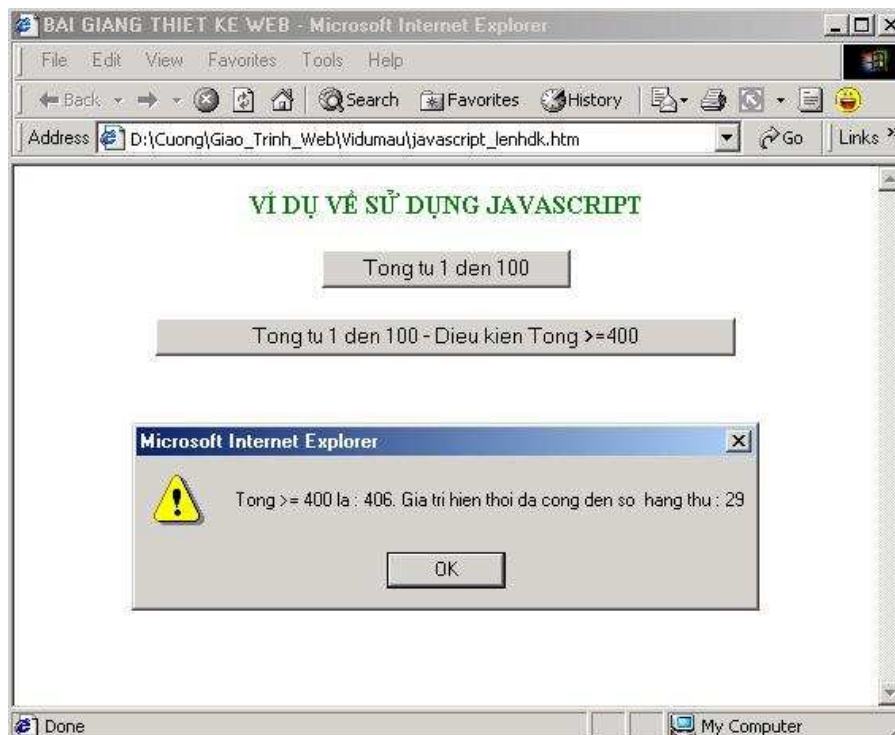 BAI GIANG THIET KE WEB - Microsoft Internet Explorer
File Edit View Favorites Tools Help
Back Search Favorites History
Address D:\Cuong\Giao_Trinh_Web\Vidumau\javascript_lenhdk.htm Go Links »
VÍ DỤ VỀ SỬ DỤNG JAVASCRIPT
Tong tu 1 den 100
Tong tu 1 den 100 - Dieu kien Tong >=400
Microsoft Internet Explorer
Tong >= 400 la : 406. Gia tri hien thoi da cong den so hang thu : 29
OK
Done My Computer